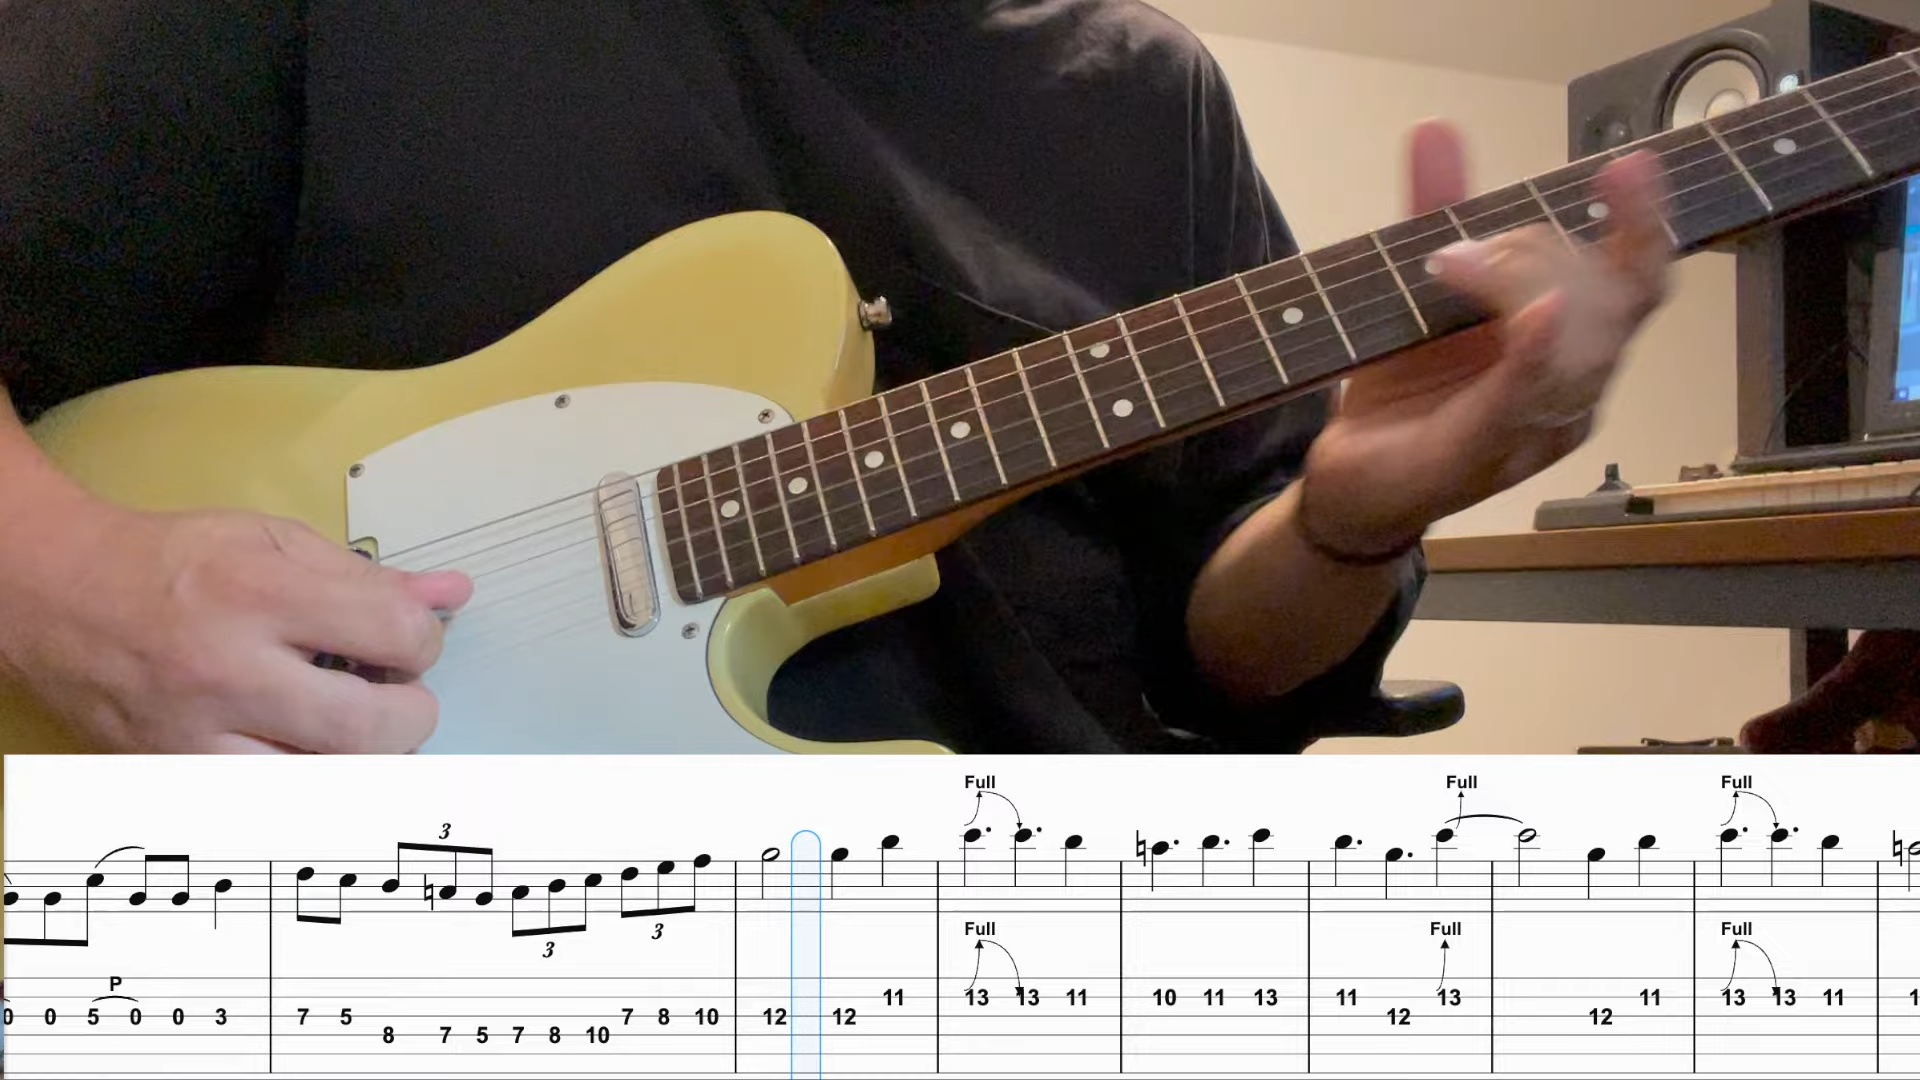 Full Full Full
3
3 3
Full Full Full
P
13 13 11 10 11 13 11 13 11 13 13 11
11
0 0 5 0 0 3 7 5 7 8 10 12 12 12 12
8 7 5 7 8 10